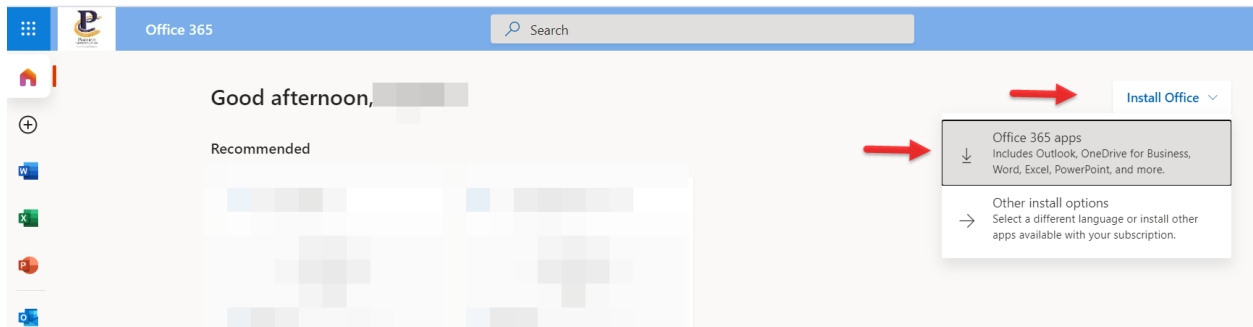 Office 365
Search
Good afternoon,
Install Office
Recommended
Office 365 apps
Includes Outlook, OneDrive for Business,
Word, Excel, PowerPoint, and more.
Other install options
Select a different language or install other
apps available with your subscription.
W
X
P
O